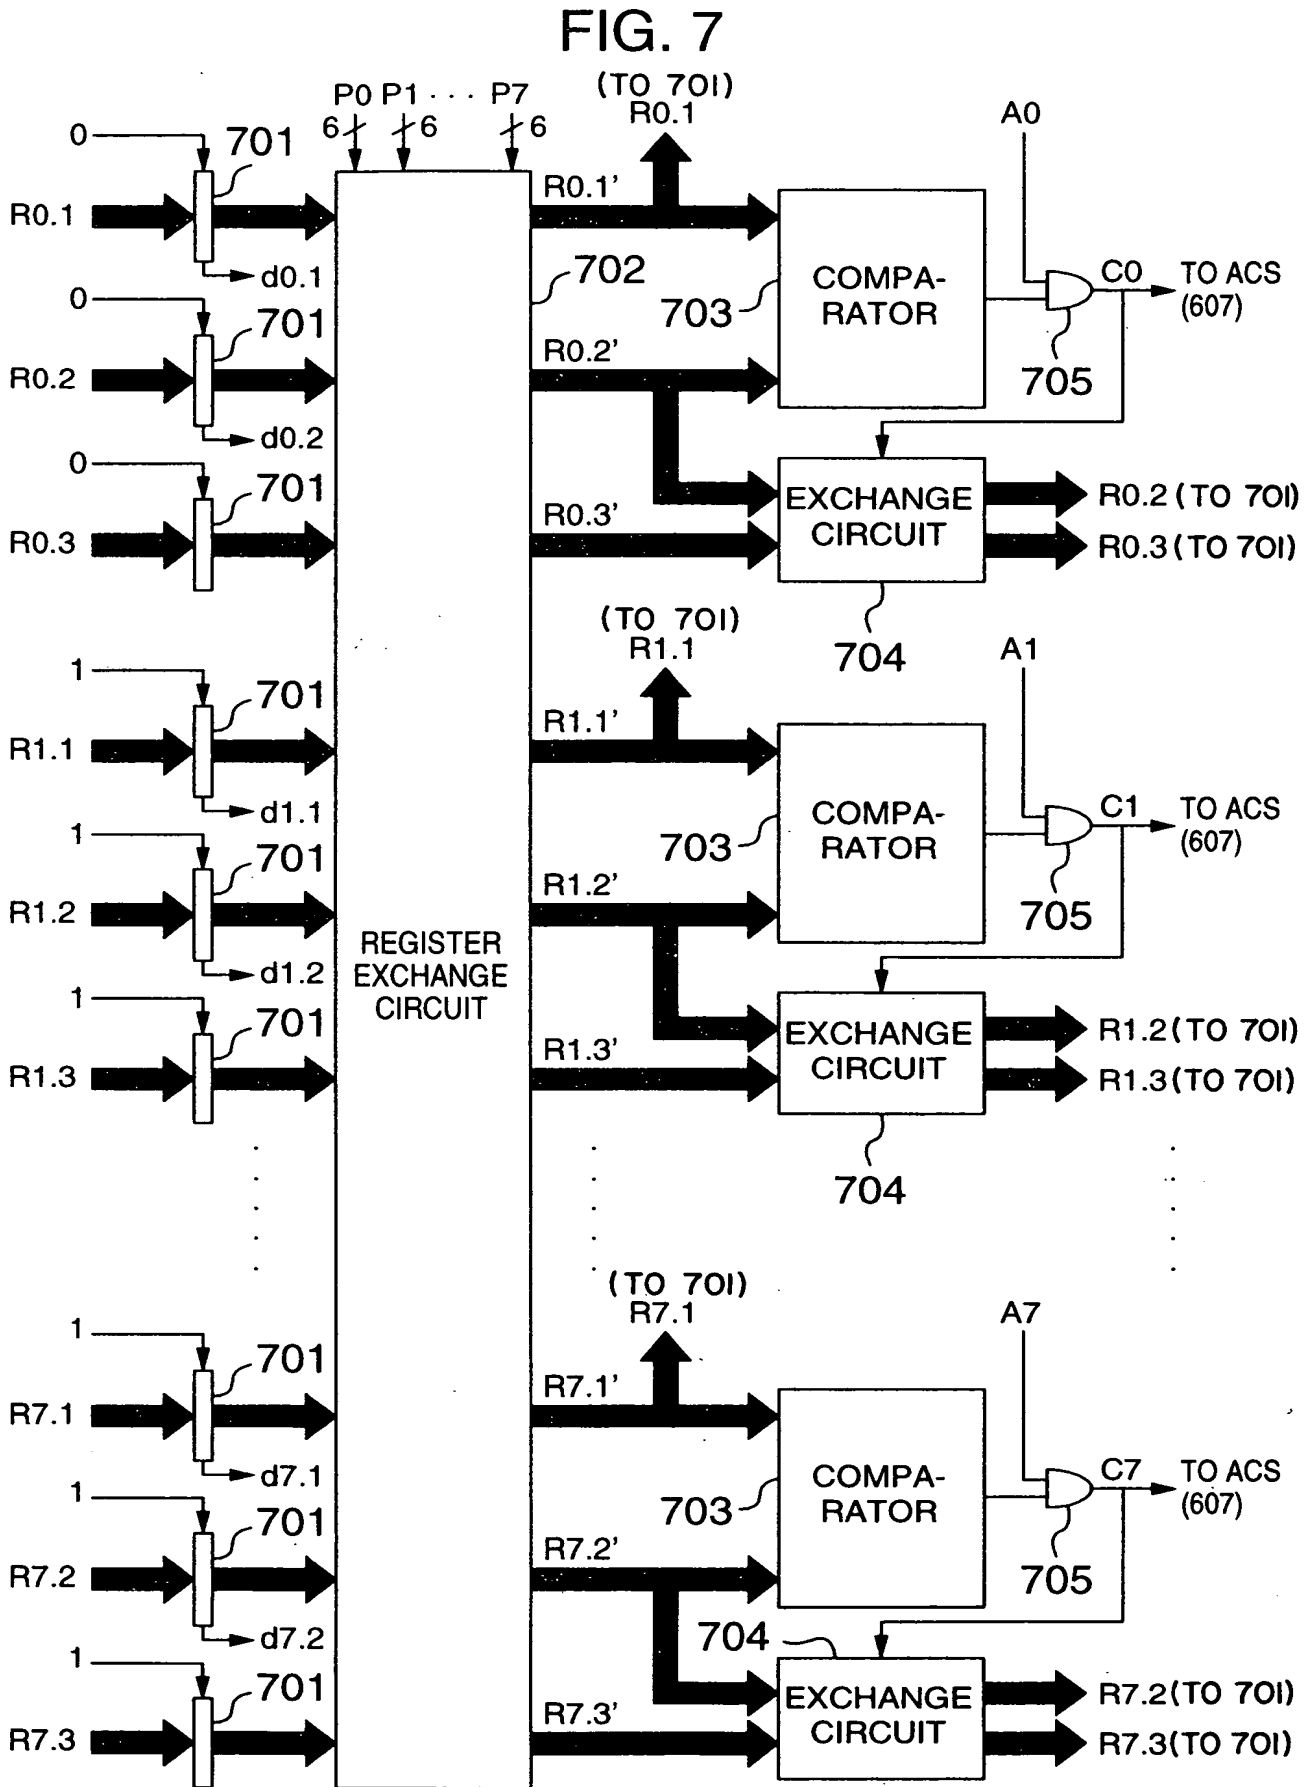 FIG. 7
P0 P1 · · · P7
6 6 6
(TO 701)
R0.1
A0
0
701
R0.1
d0.1
R0.1'
702
703
COMPA-
RATOR
C0
TO ACS
(607)
705
0
701
R0.2
d0.2
R0.2'
0
701
R0.3
R0.3'
EXCHANGE
CIRCUIT
704
R0.2 (TO 701)
R0.3 (TO 701)
(TO 701)
R1.1
A1
1
701
R1.1
d1.1
R1.1'
703
COMPA-
RATOR
C1
TO ACS
(607)
705
1
701
R1.2
d1.2
R1.2'
REGISTER
EXCHANGE
CIRCUIT
1
701
R1.3
R1.3'
EXCHANGE
CIRCUIT
704
R1.2 (TO 701)
R1.3 (TO 701)
(TO 701)
R7.1
A7
1
701
R7.1
d7.1
R7.1'
703
COMPA-
RATOR
C7
TO ACS
(607)
705
1
701
R7.2
d7.2
R7.2'
704
1
701
R7.3
R7.3'
EXCHANGE
CIRCUIT
R7.2 (TO 701)
R7.3 (TO 701)